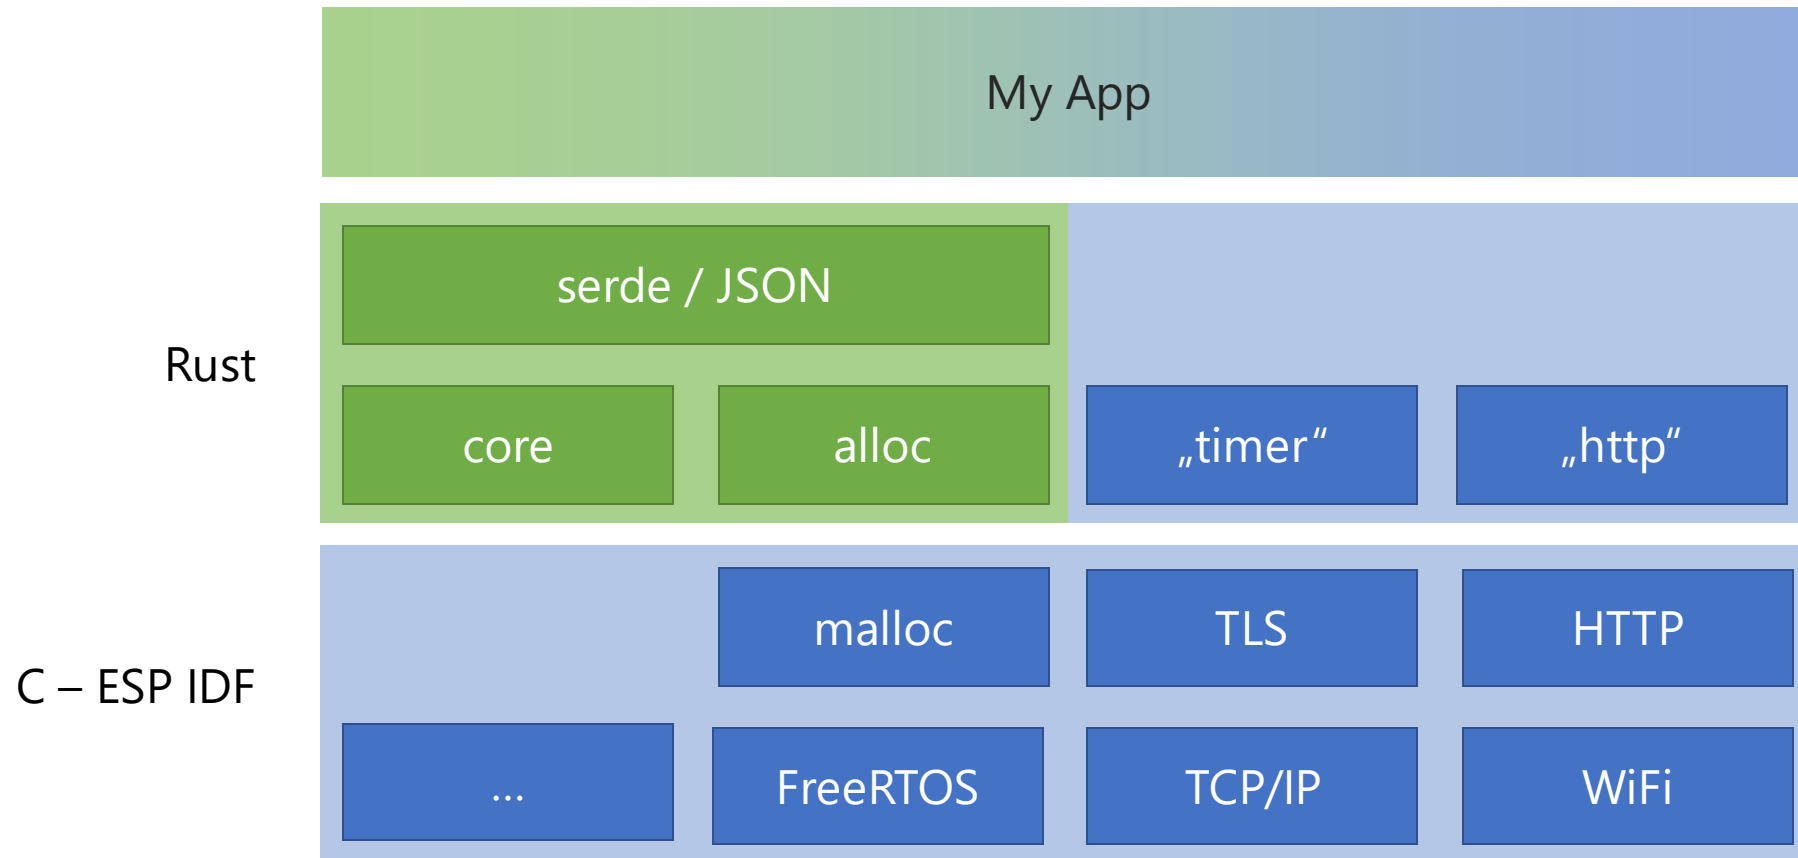 My App
Rust
serde / JSON
core
alloc
„timer“
„http“
C – ESP IDF
malloc
TLS
HTTP
...
FreeRTOS
TCP/IP
WiFi